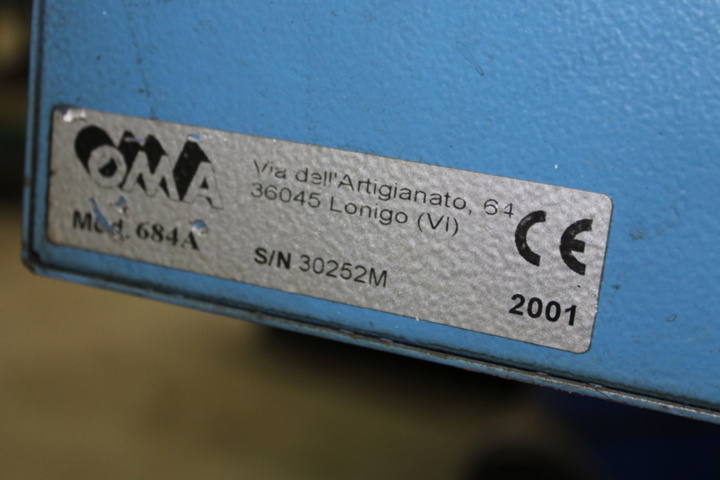 OMA
Via dell'Artigianato, 64
36045 Lonigo (VI)
Mod. 684A
S/N 30252M
CE
2001